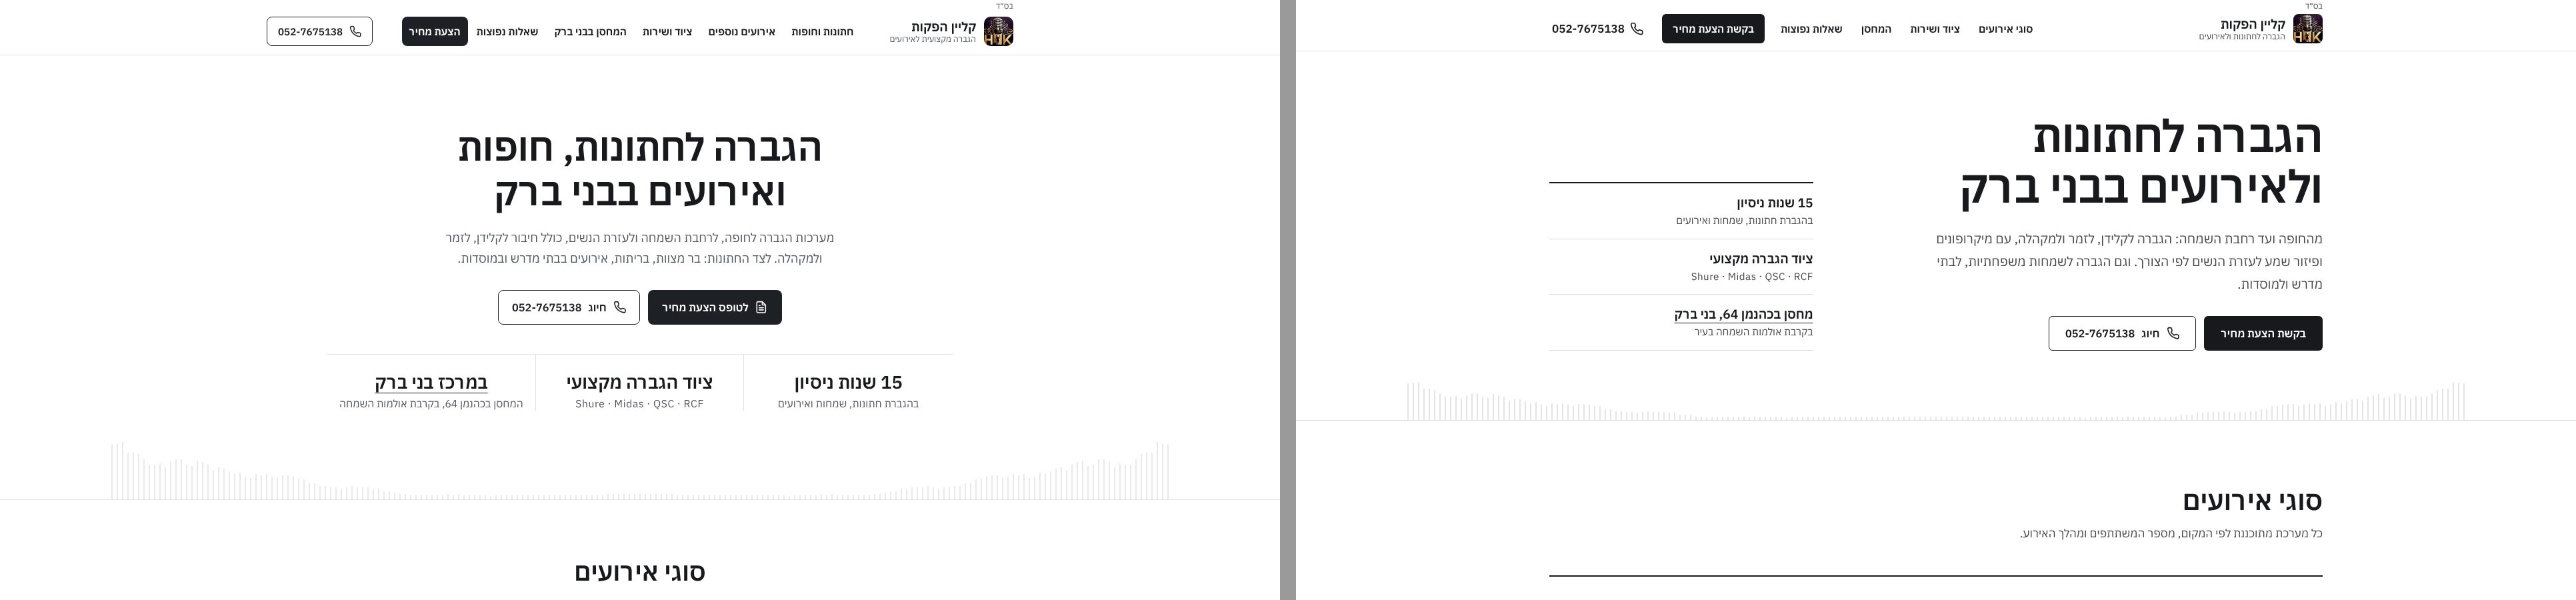 בס״ד
קליין הפקות
הגברה מקצועית לאירועים
חתונות וחופות
אירועים נוספים
ציוד ושירות
המחסן בבני ברק
שאלות נפוצות
הצעת מחיר
052-7675138
הגברה לחתונות, חופות
ואירועים בבני ברק
מערכות הגברה לחופה, לרחבת השמחה ולעזרת הנשים, כולל חיבור לקלידן, לזמר
ולמקהלה. לצד החתונות: בר מצוות, בריתות, אירועים בבתי מדרש ובמוסדות.
לטופס הצעת מחיר
חיוג 052-7675138
15 שנות ניסיון
בהגברת חתונות, שמחות ואירועים
ציוד הגברה מקצועי
Shure · Midas · QSC · RCF
במרכז בני ברק
המחסן בכהנמן 64, בקרבת אולמות השמחה
סוגי אירועים
בס״ד
קליין הפקות
הגברה לחתונות ולאירועים
סוגי אירועים
ציוד ושירות
המחסן
שאלות נפוצות
בקשת הצעת מחיר
052-7675138
הגברה לחתונות
ולאירועים בבני ברק
מהחופה ועד רחבת השמחה: הגברה לקלידן, לזמר ולמקהלה, עם מיקרופונים
ופיזור שמע לעזרת הנשים לפי הצורך. וגם הגברה לשמחות משפחתיות, לבתי
מדרש ולמוסדות.
בקשת הצעת מחיר
חיוג 052-7675138
15 שנות ניסיון
בהגברת חתונות, שמחות ואירועים
ציוד הגברה מקצועי
Shure · Midas · QSC · RCF
מחסן בכהנמן 64, בני ברק
בקרבת אולמות השמחה בעיר
סוגי אירועים
כל מערכת מתוכננת לפי המקום, מספר המשתתפים ומהלך האירוע.